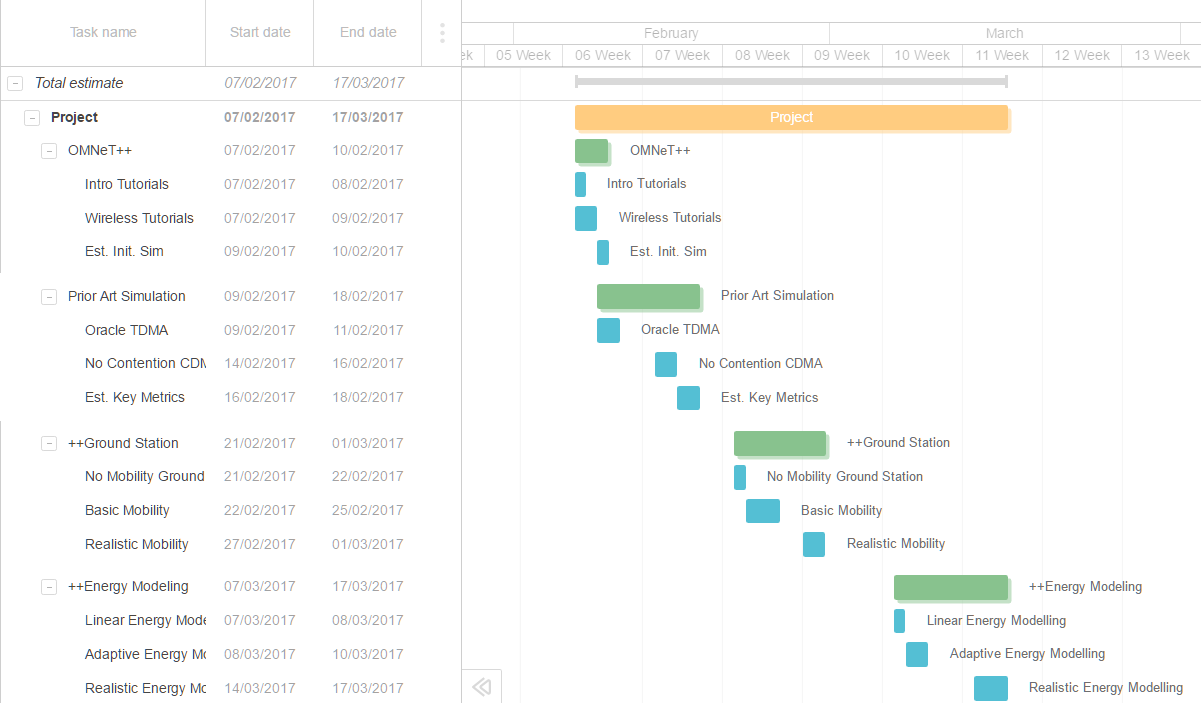 Task name Start date End date
February March
ek 05 Week 06 Week 07 Week 08 Week 09 Week 10 Week 11 Week 12 Week 13 Week
Total estimate 07/02/2017 17/03/2017
Project 07/02/2017 17/03/2017 Project
OMNeT++ 07/02/2017 10/02/2017 OMNeT++
Intro Tutorials 07/02/2017 08/02/2017 Intro Tutorials
Wireless Tutorials 07/02/2017 09/02/2017 Wireless Tutorials
Est. Init. Sim 09/02/2017 10/02/2017 Est. Init. Sim
Prior Art Simulation 09/02/2017 18/02/2017 Prior Art Simulation
Oracle TDMA 09/02/2017 11/02/2017 Oracle TDMA
No Contention CDM 14/02/2017 16/02/2017 No Contention CDMA
Est. Key Metrics 16/02/2017 18/02/2017 Est. Key Metrics
++Ground Station 21/02/2017 01/03/2017 ++Ground Station
No Mobility Ground 21/02/2017 22/02/2017 No Mobility Ground Station
Basic Mobility 22/02/2017 25/02/2017 Basic Mobility
Realistic Mobility 27/02/2017 01/03/2017 Realistic Mobility
++Energy Modeling 07/03/2017 17/03/2017 ++Energy Modeling
Linear Energy Mode 07/03/2017 08/03/2017 Linear Energy Modelling
Adaptive Energy Mo 08/03/2017 10/03/2017 Adaptive Energy Modelling
Realistic Energy Mo 14/03/2017 17/03/2017 Realistic Energy Modelling